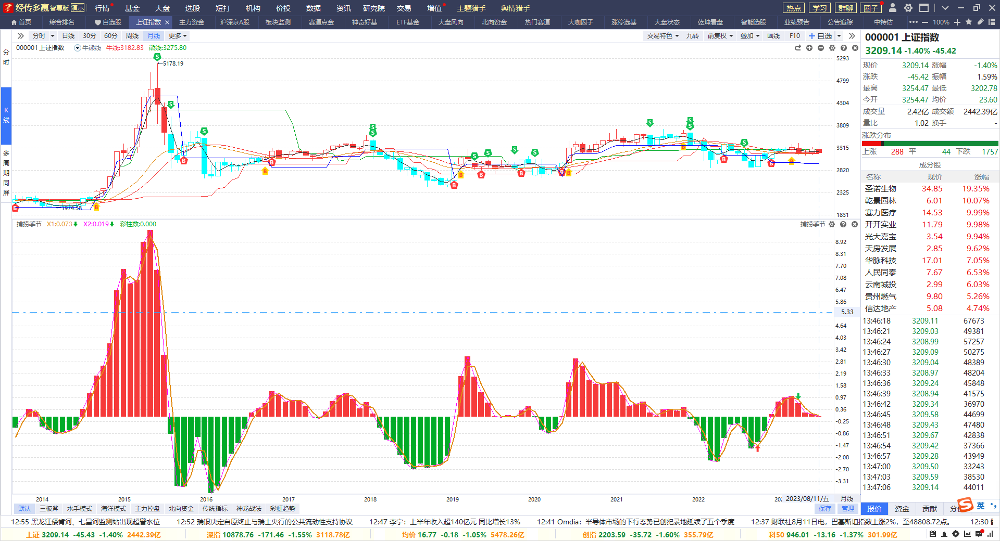 经传多赢 智尊版 演示 行情 基金 大盘 选股 短打 机构 价投 数据 资讯 研究院 交易 增值 主题猎手 舆情猎手 热点 学习 群聊 圈子
首页 综合排名 自选股 上证指数 主力资金 沪深京A股 板块监测 赛道点金 神奇好基 ETF基金 大盘风向 北向资金 热门赛道 大咖圈子 涨停选基 大盘状态 乾坤看盘 智能选股 业绩预告 公告追踪 中特估 100%
分时 日线 30分 60分 周线 月线 更多 交易特色 九转 前复权 叠加 画线 F10 自选
000001 上证指数 牛熊线 牛线:3182.83 熊线:3275.80
分时
K线
多周期同屏
5178.19
1974.38
5293
4799
4304
3809
3315
2820
2325
1831
捕捞季节 X1:0.073 X2:0.019 彩柱数:0.000
捕捞季节
8.92
8.31
7.70
7.08
6.47
5.86
5.33
4.64
4.03
3.42
2.81
2.19
1.58
0.97
0.36
-0.25
-0.86
-1.47
-2.08
-2.70
-3.31
2014 2015 2016 2017 2018 2019 2020 2021 2022 2023/08/11/五 月线
默认 三板斧 水手模式 海洋模式 主力控盘 北向资金 传统指标 神龙战法 彩虹趋势 保存 管理
000001 上证指数
3209.14 -1.40% -45.42
现价 3209.14 涨幅 -1.40%
涨跌 -45.42 振幅 1.59%
最高 3254.47 最低 3202.78
今开 3254.47 均价 23.60
成交量 2.42亿 成交额 2442.39亿
量比 1.02 换手 -
涨跌分布
上涨 288 平 44 下跌 1757
成分股
名称 现价 涨幅
圣诺生物 34.85 19.35%
乾景园林 6.01 10.07%
塞力医疗 14.53 9.99%
开开实业 11.79 9.98%
光大嘉宝 3.54 9.94%
天房发展 2.85 9.62%
华脉科技 17.01 7.05%
人民同泰 7.67 6.53%
云南城投 2.99 6.03%
贵州燃气 9.80 5.26%
信达地产 5.08 4.74%
13:46:18 3209.11 67673
13:46:21 3209.03 49381
13:46:24 3208.99 57257
13:46:27 3209.09 50275
13:46:30 3209.04 48389
13:46:33 3208.97 48204
13:46:36 3209.24 45848
13:46:39 3208.94 41575
13:46:42 3209.34 36970
13:46:45 3209.58 44699
13:46:48 3209.43 47480
13:46:51 3209.67 42838
13:46:54 3209.42 37366
13:46:57 3209.28 43949
13:47:00 3209.50 33243
13:47:03 3209.59 38530
13:47:06 3209.14 44011
报价 资金 贡献 分 英
12:55 黑龙江倭肯河、七星河监测站出现超警水位 12:52 瑞银决定自愿终止与瑞士央行的公共流动性支持协议 12:47 李宁：上半年收入超140亿元 同比增长13% 12:41 Omdia：半导体市场的下行态势已创纪录地延续了五个季度 12:37 财联社8月11日电，巴基斯坦指数上涨2%，至48808.72点。 12:30
上证 3209.14 -45.43 -1.40% 2442.39亿 深指 10878.76 -171.46 -1.55% 3118.78亿 均价 16.77 -0.18 -1.05% 5478.26亿 创指 2203.59 -35.72 -1.60% 355.79亿 科50 946.01 -13.16 -1.37% 301.99亿